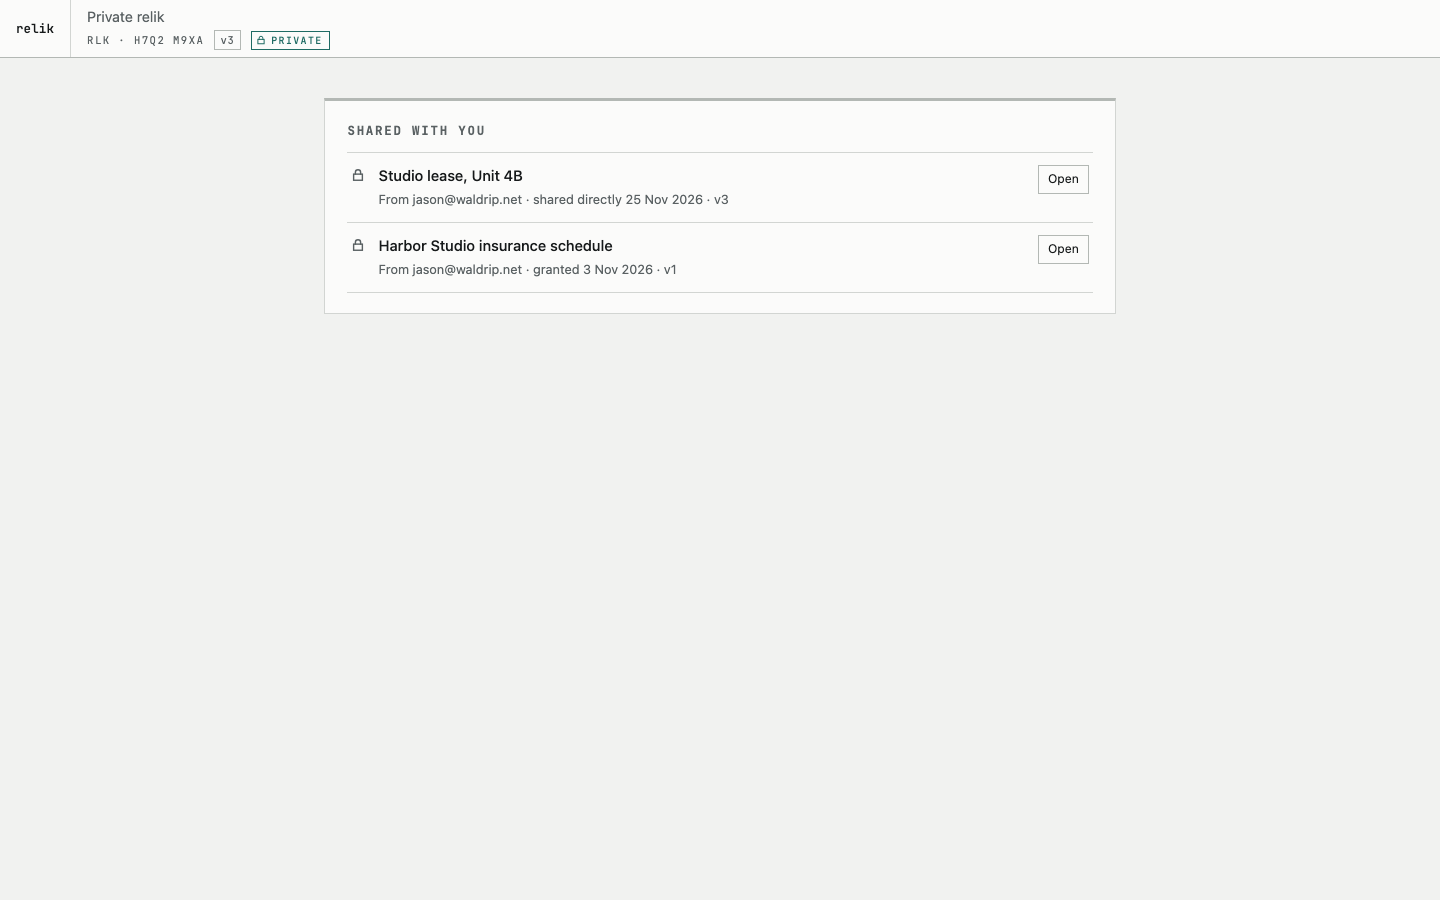 relik
Private relik
RLK · H7Q2 M9XA v3 PRIVATE
SHARED WITH YOU
Studio lease, Unit 4B
Open
From jason@waldrip.net · shared directly 25 Nov 2026 · v3
Harbor Studio insurance schedule
Open
From jason@waldrip.net · granted 3 Nov 2026 · v1